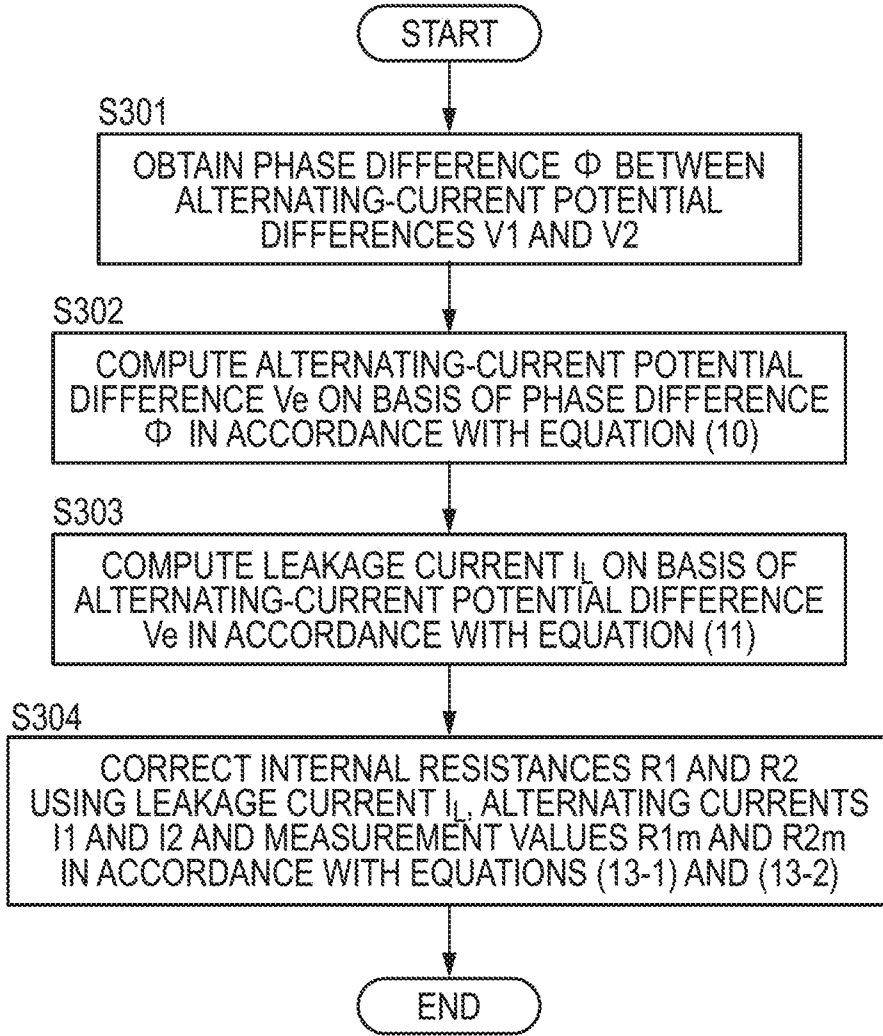 START
S301
OBTAIN PHASE DIFFERENCE Φ BETWEEN
ALTERNATING-CURRENT POTENTIAL
DIFFERENCES V1 AND V2
S302
COMPUTE ALTERNATING-CURRENT POTENTIAL
DIFFERENCE Ve ON BASIS OF PHASE DIFFERENCE
Φ IN ACCORDANCE WITH EQUATION (10)
S303
COMPUTE LEAKAGE CURRENT I_L ON BASIS OF
ALTERNATING-CURRENT POTENTIAL DIFFERENCE
Ve IN ACCORDANCE WITH EQUATION (11)
S304
CORRECT INTERNAL RESISTANCES R1 AND R2
USING LEAKAGE CURRENT I_L, ALTERNATING CURRENTS
I1 AND I2 AND MEASUREMENT VALUES R1m AND R2m
IN ACCORDANCE WITH EQUATIONS (13-1) AND (13-2)
END